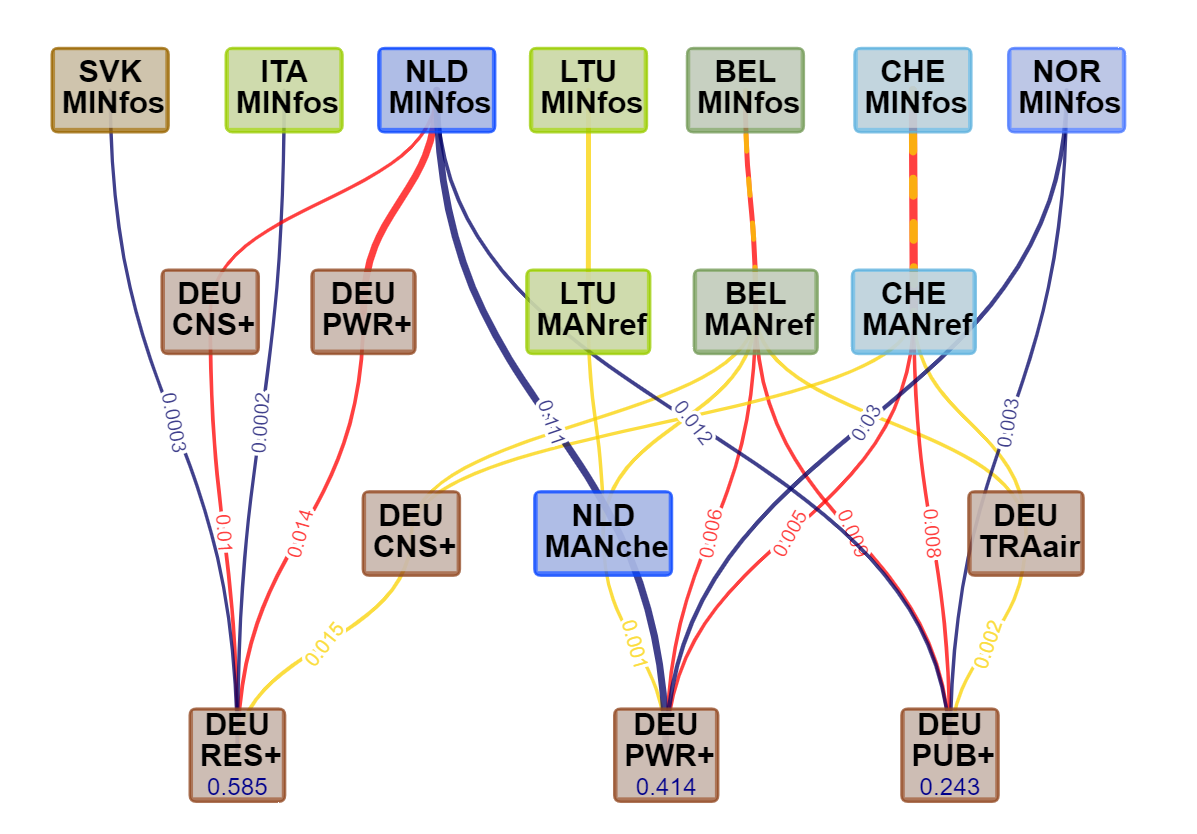 SVK
MINfos
ITA
MINfos
NLD
MINfos
LTU
MINfos
BEL
MINfos
CHE
MINfos
NOR
MINfos
DEU
CNS+
DEU
PWR+
LTU
MANref
BEL
MANref
CHE
MANref
0.0003
0.0002
0.111
0.012
0.03
0.003
DEU
CNS+
NLD
MANche
DEU
TRAair
0.01
0.014
0.006
0.005
0.009
0.008
0.015
0.001
0.002
DEU
RES+
0.585
DEU
PWR+
0.414
DEU
PUB+
0.243